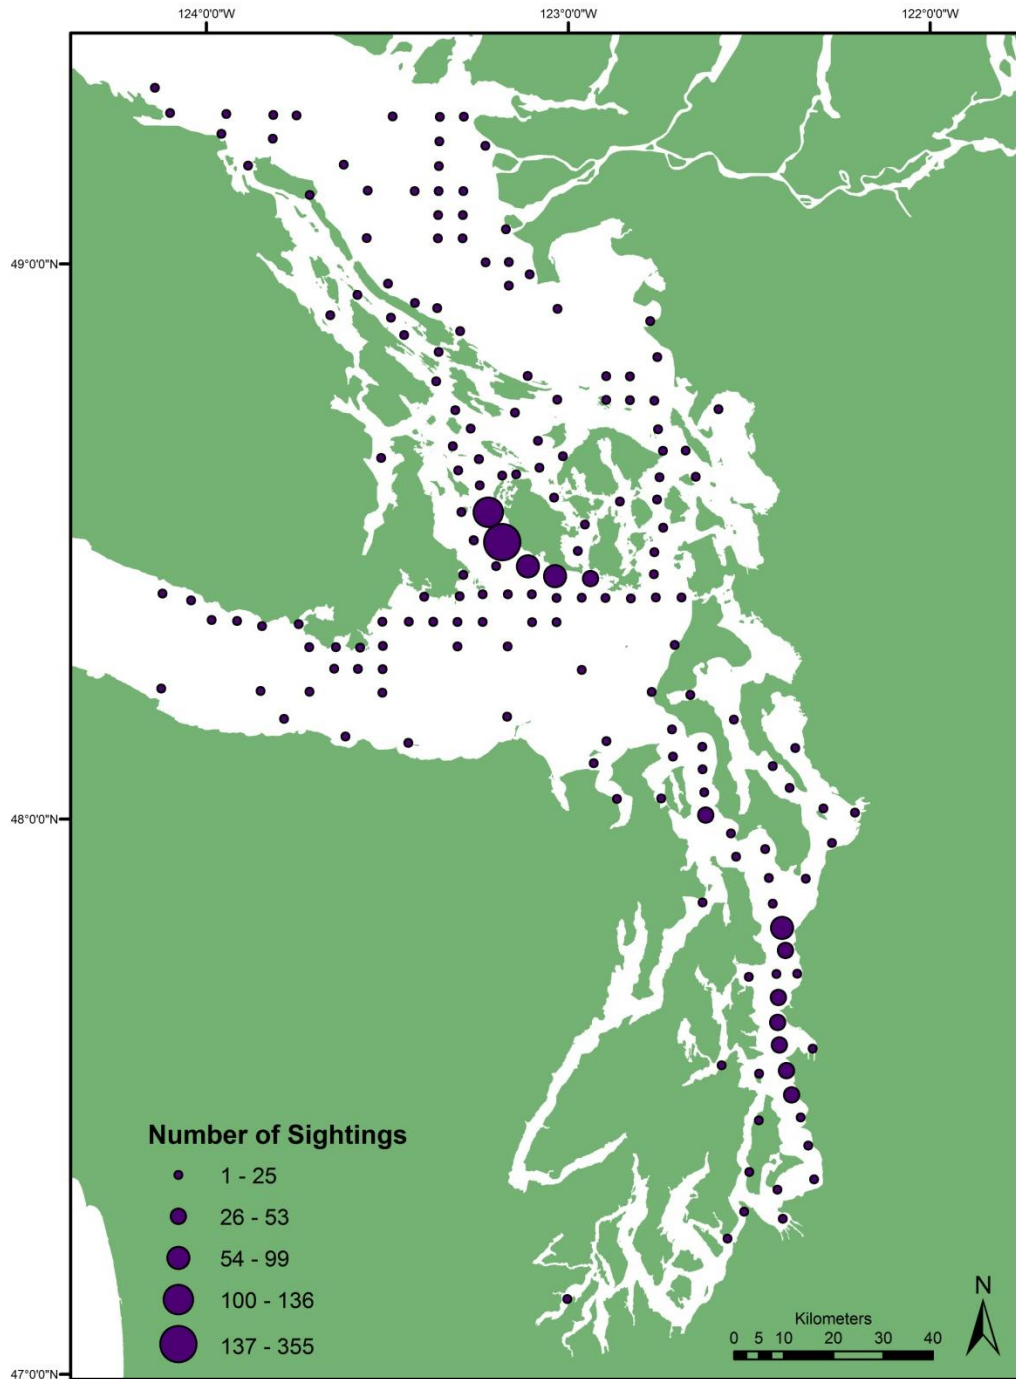 124°0'0"W 123°0'0"W 122°0'0"W
49°0'0"N
48°0'0"N
47°0'0"N
Number of Sightings
1 - 25
26 - 53
54 - 99
100 - 136
137 - 355
N
Kilometers
0 5 10 20 30 40